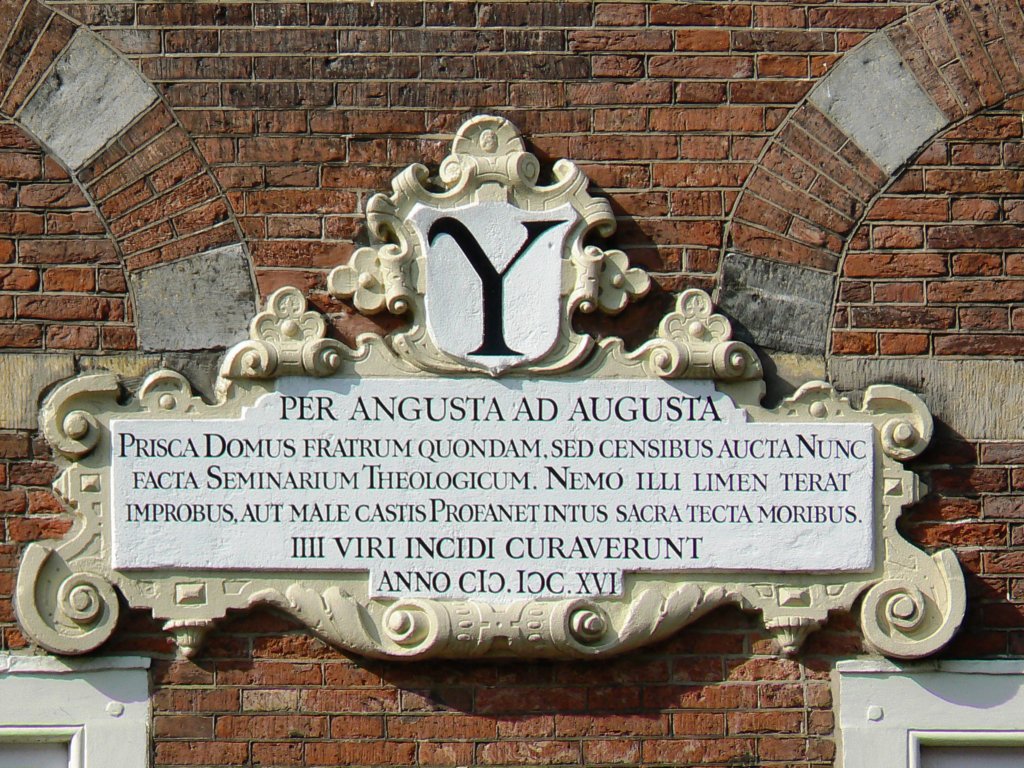 Y
PER ANGUSTA AD AUGUSTA
PRISCA DOMUS FRATRUM QUONDAM, SED CENSIBUS AUCTA NUNC
FACTA SEMINARIUM THEOLOGICUM. NEMO ILLI LIMEN TERAT
IMPROBUS, AUT MALE CASTIS PROFANET INTUS SACRA TECTA MORIBUS.
IIII VIRI INCIDI CURAVERUNT
ANNO CIↃ.IↃC.XVI